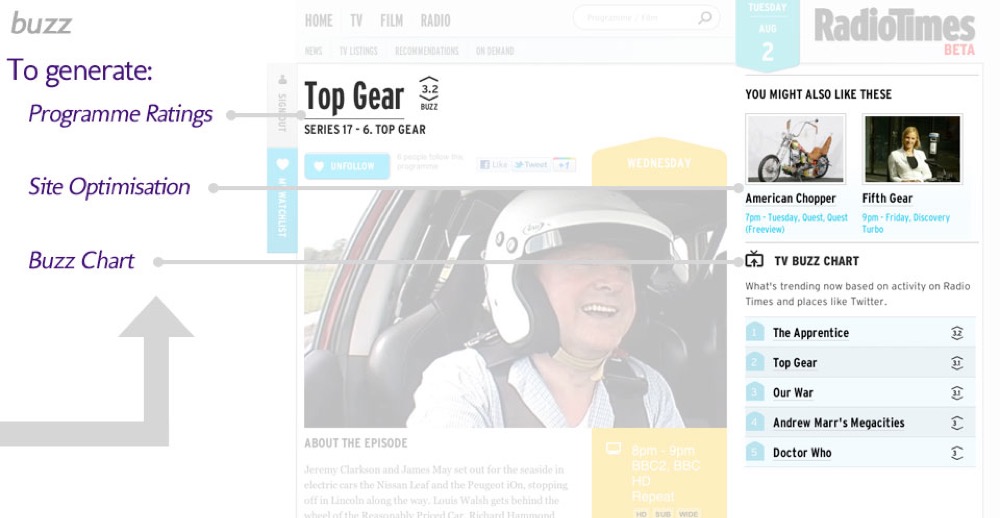 buzz
To generate:
Programme Ratings
Site Optimisation
Buzz Chart
HOME TV FILM RADIO
Programme | Film
NEWS TV LISTINGS RECOMMENDATIONS ON DEMAND
TUESDAY
AUG
2
RadioTimes
BETA
SIGNOUT
MY WATCHLIST
Top Gear
3.2
BUZZ
SERIES 17 - 6. TOP GEAR
UNFOLLOW
6 people follow this
programme
Like Tweet +1
WEDNESDAY
ABOUT THE EPISODE
Jeremy Clarkson and James May set out for the seaside in
electric cars the Nissan Leaf and the Peugeot iOn, stopping
off in Lincoln along the way. Louis Walsh gets behind the
wheel of the Reasonably Priced Car, Richard Hammond
8pm - 9pm
BBC2, BBC
HD
Repeat
HD SUB WIDE
YOU MIGHT ALSO LIKE THESE
American Chopper
7pm - Tuesday, Quest, Quest
(Freeview)
Fifth Gear
9pm - Friday, Discovery
Turbo
TV BUZZ CHART
What's trending now based on activity on Radio
Times and places like Twitter.
1 The Apprentice 3.2
2 Top Gear 3.1
3 Our War 3.1
4 Andrew Marr's Megacities 3
5 Doctor Who 3